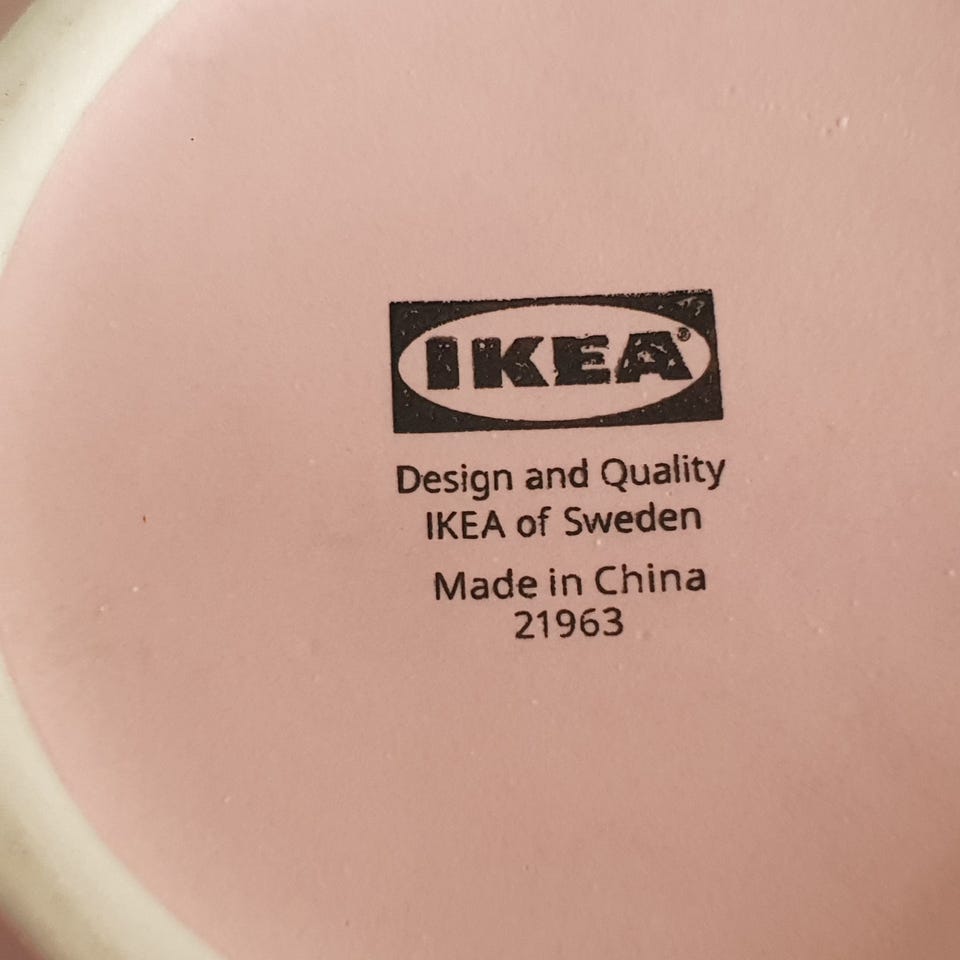 IKEA®
Design and Quality
IKEA of Sweden
Made in China
21963